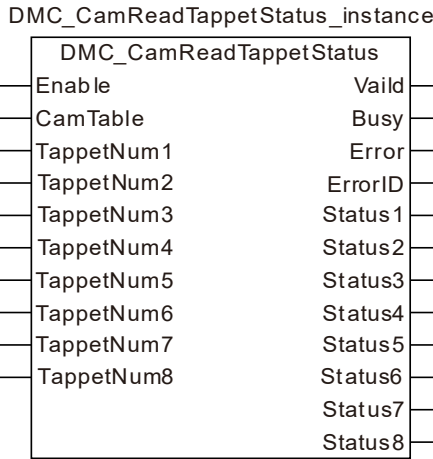 DMC_CamReadTappetStatus_instance
DMC_CamReadTappetStatus
Enable Vaild
CamTable Busy
TappetNum1 Error
TappetNum2 ErrorID
TappetNum3 Status1
TappetNum4 Status2
TappetNum5 Status3
TappetNum6 Status4
TappetNum7 Status5
TappetNum8 Status6
Status7
Status8